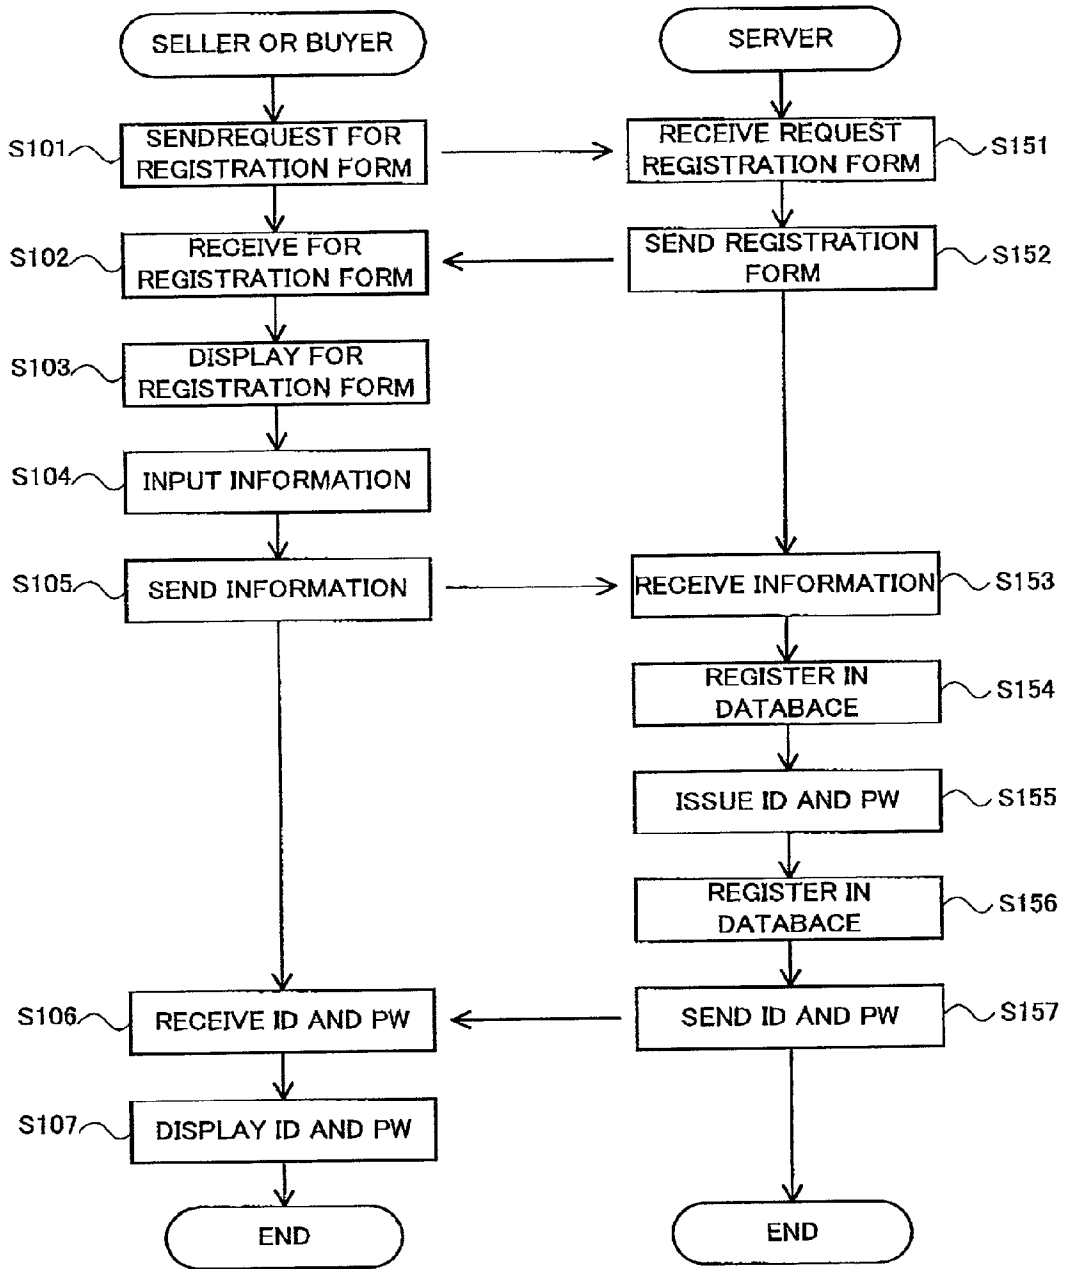 SELLER OR BUYER
SERVER
S101
SENDREQUEST FOR
REGISTRATION FORM
RECEIVE REQUEST
REGISTRATION FORM
S151
S102
RECEIVE FOR
REGISTRATION FORM
SEND REGISTRATION
FORM
S152
S103
DISPLAY FOR
REGISTRATION FORM
S104
INPUT INFORMATION
S105
SEND INFORMATION
RECEIVE INFORMATION
S153
REGISTER IN
DATABACE
S154
ISSUE ID AND PW
S155
REGISTER IN
DATABACE
S156
S106
RECEIVE ID AND PW
SEND ID AND PW
S157
S107
DISPLAY ID AND PW
END
END